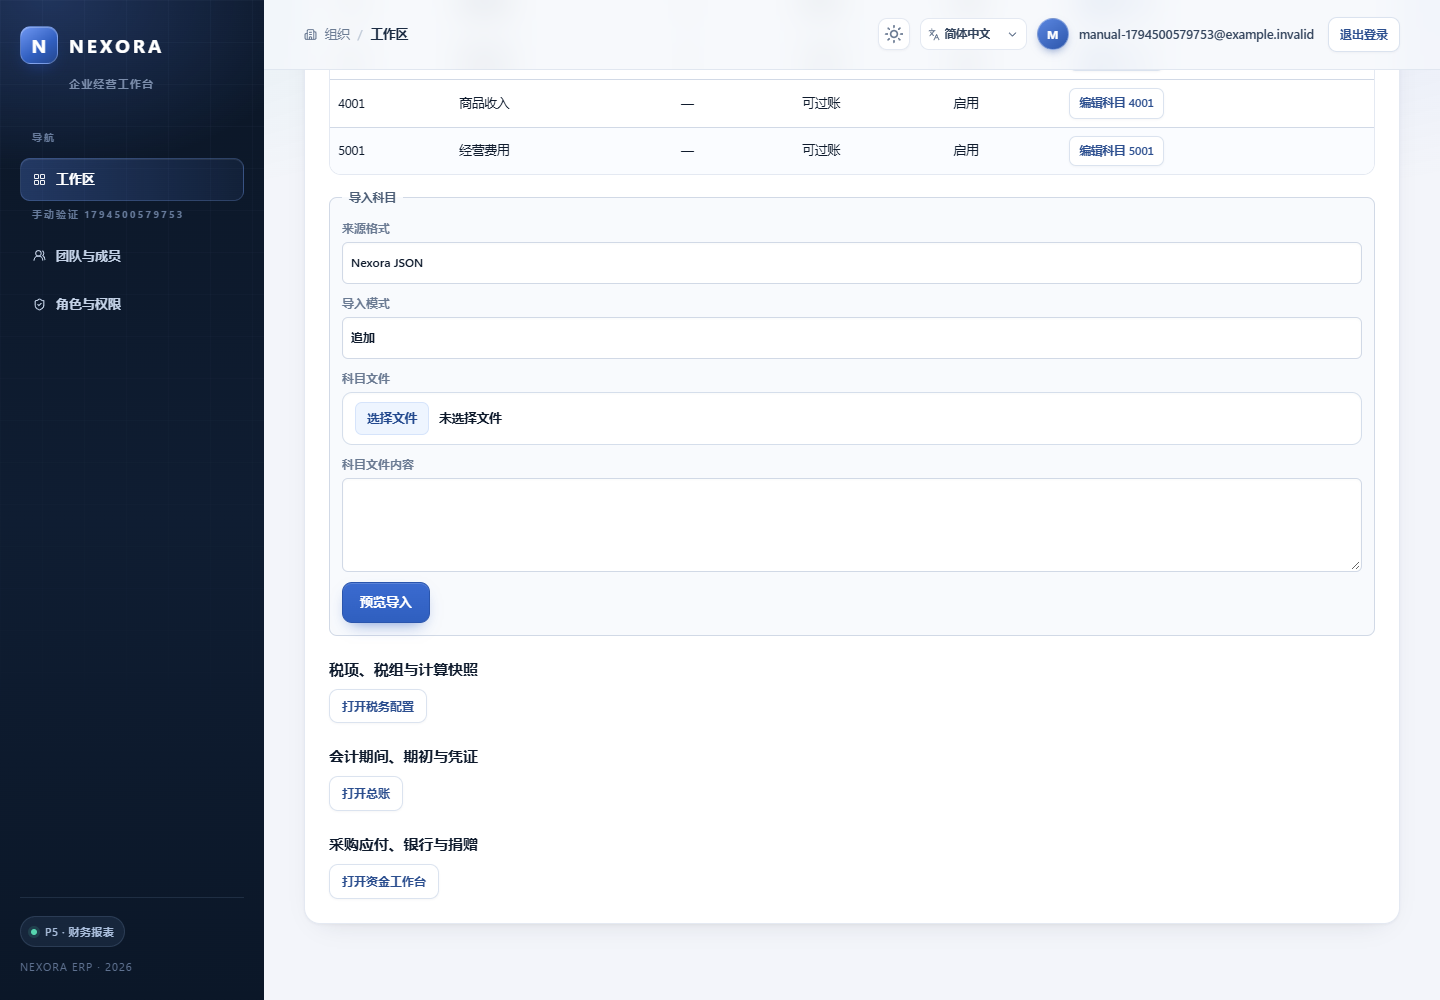 N NEXORA
企业经营工作台
导航
工作区
手动验证 1794500579753
团队与成员
角色与权限
P5 · 财务报表
NEXORA ERP · 2026
组织 / 工作区
简体中文
M manual-1794500579753@example.invalid
退出登录
4001 商品收入 — 可过账 启用 编辑科目 4001
5001 经营费用 — 可过账 启用 编辑科目 5001
导入科目
来源格式
Nexora JSON
导入模式
追加
科目文件
选择文件 未选择文件
科目文件内容
预览导入
税项、税组与计算快照
打开税务配置
会计期间、期初与凭证
打开总账
采购应付、银行与捐赠
打开资金工作台